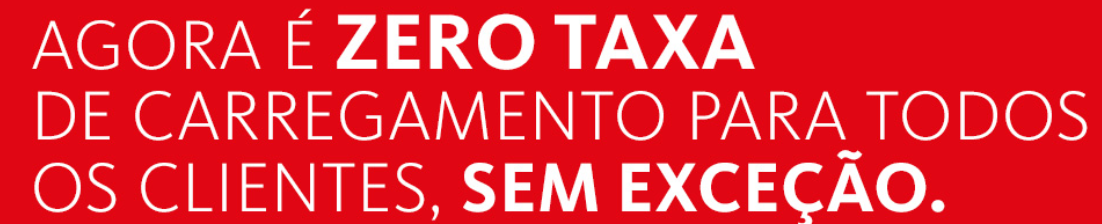 AGORA É ZERO TAXA
DE CARREGAMENTO PARA TODOS
OS CLIENTES, SEM EXCEÇÃO.